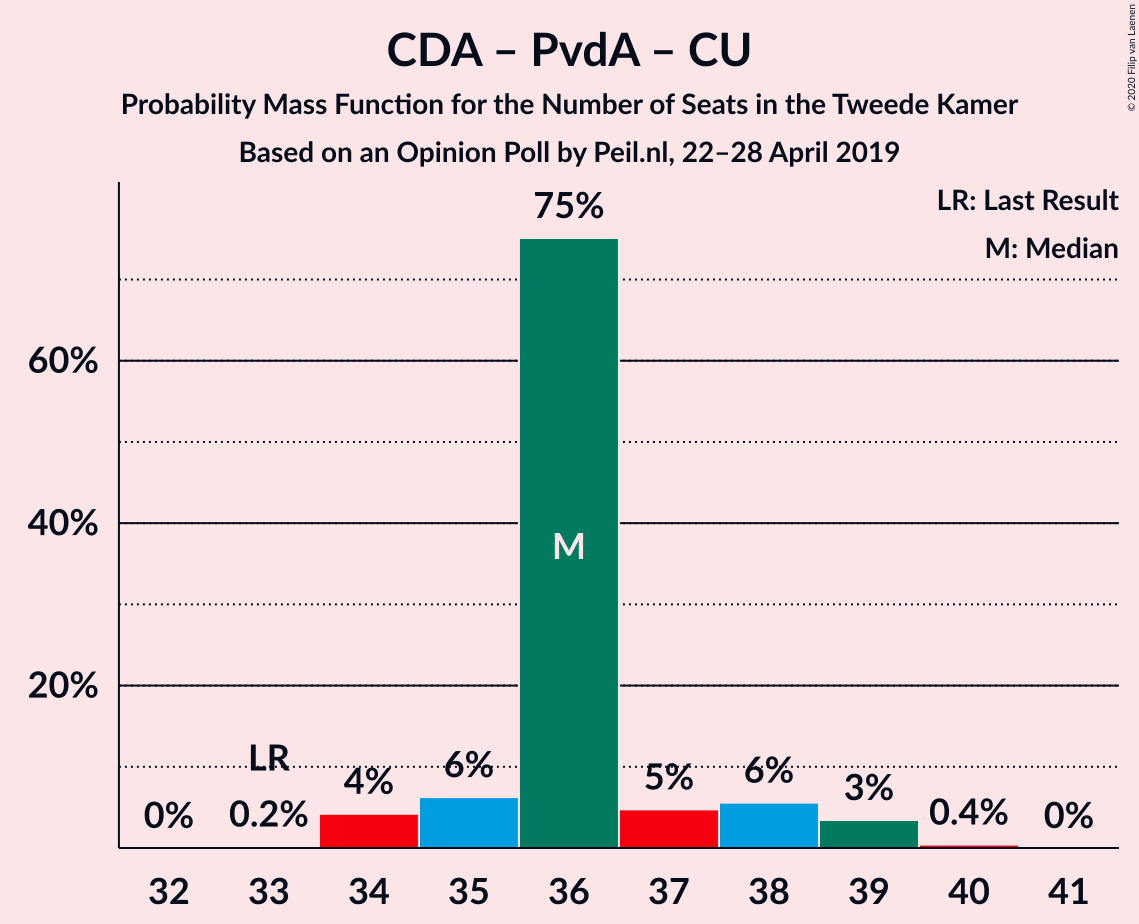 CDA – PvdA – CU
Probability Mass Function for the Number of Seats in the Tweede Kamer
Based on an Opinion Poll by Peil.nl, 22–28 April 2019
© 2020 Filip van Laenen
LR: Last Result
M: Median
75%
60%
40%
20%
M
LR
0% 0.2% 4% 6% 5% 6% 3% 0.4% 0%
32 33 34 35 36 37 38 39 40 41